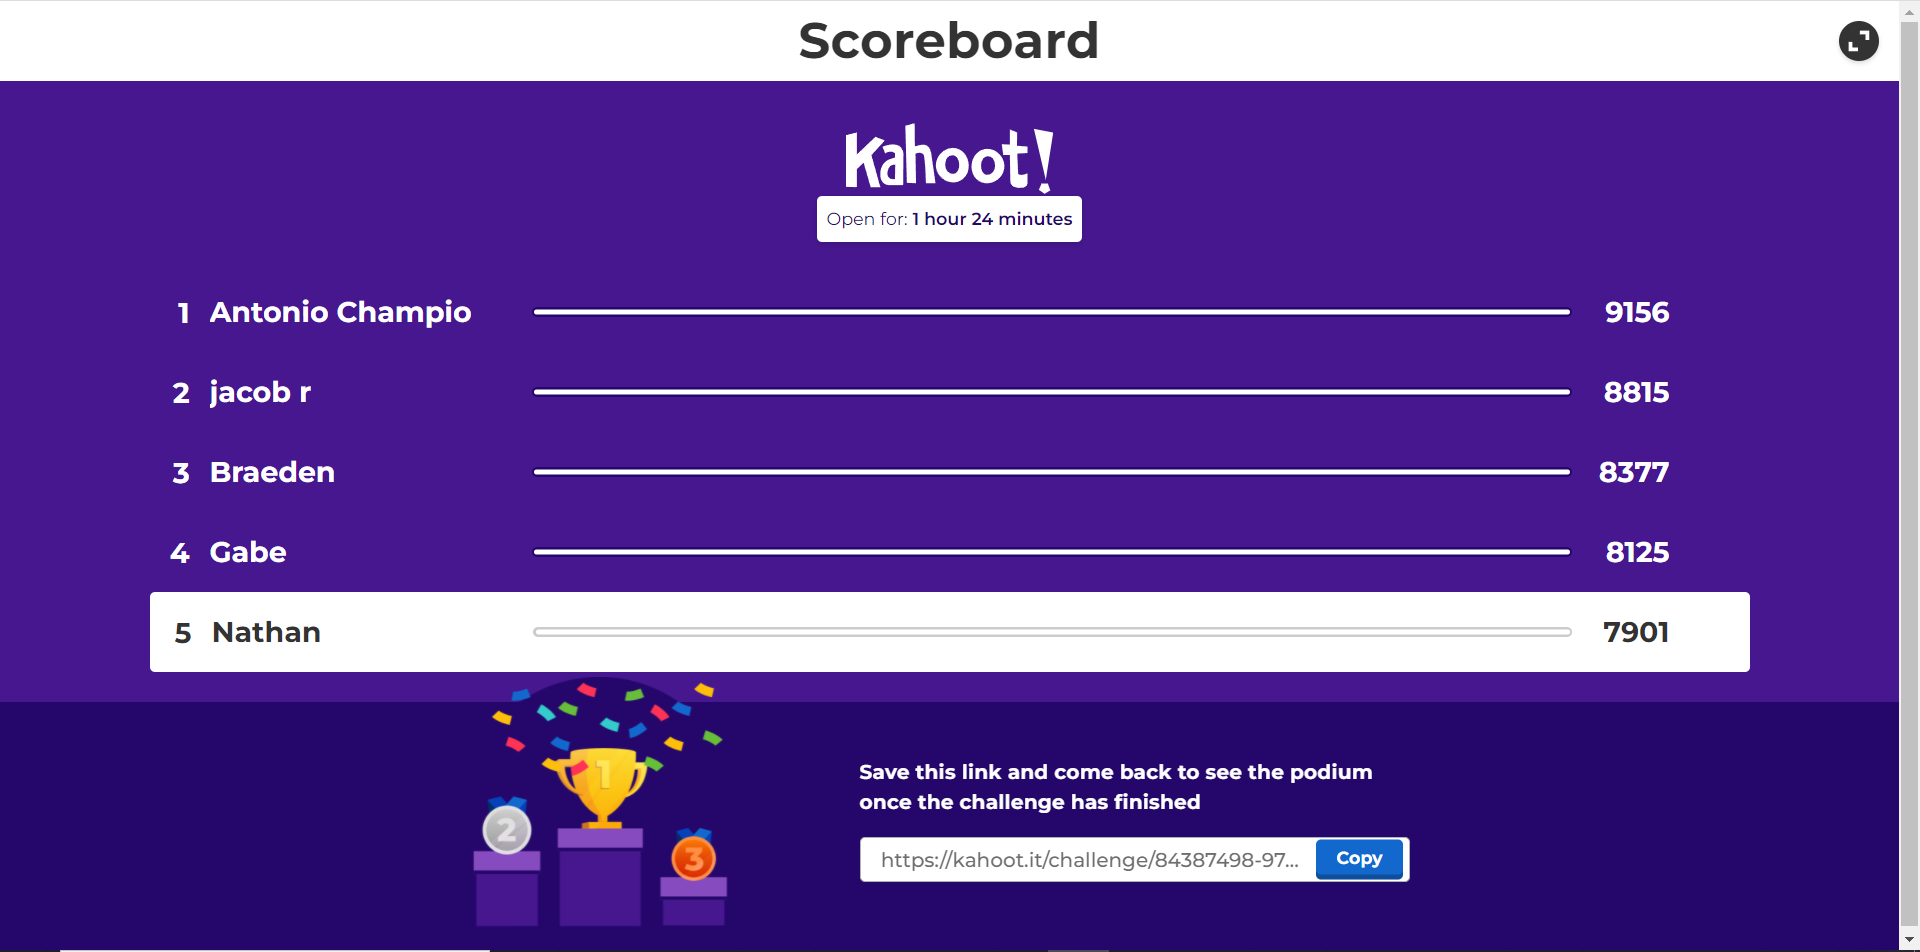 Scoreboard
Kahoot!
Open for: 1 hour 24 minutes
1 Antonio Champio 9156
2 jacob r 8815
3 Braeden 8377
4 Gabe 8125
5 Nathan 7901
1
2
3
Save this link and come back to see the podium
once the challenge has finished
https://kahoot.it/challenge/84387498-97... Copy